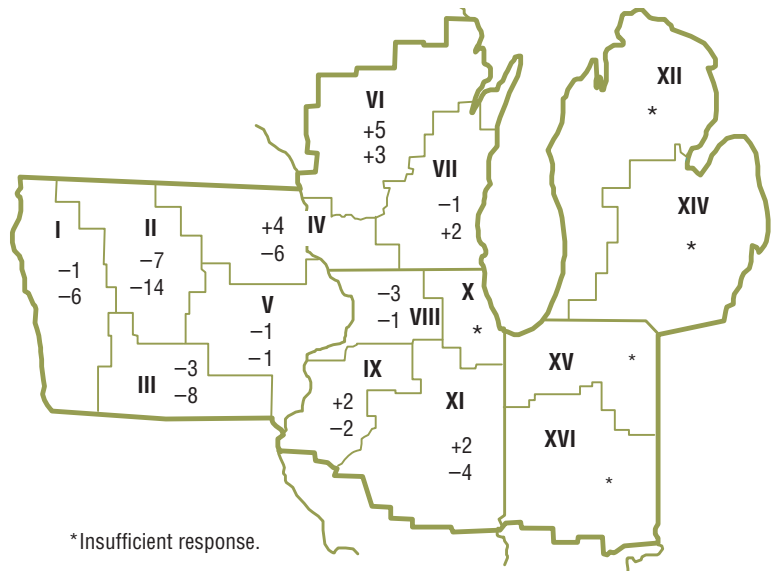 VI
+5
+3
XII
*
VII
−1
+2
XIV
*
I
−1
−6
II
−7
−14
+4
−6
IV
V
−1
−1
−3
−1
VIII
X
*
III
−3
−8
IX
+2
−2
XI
+2
−4
XV
*
XVI
*
*Insufficient response.